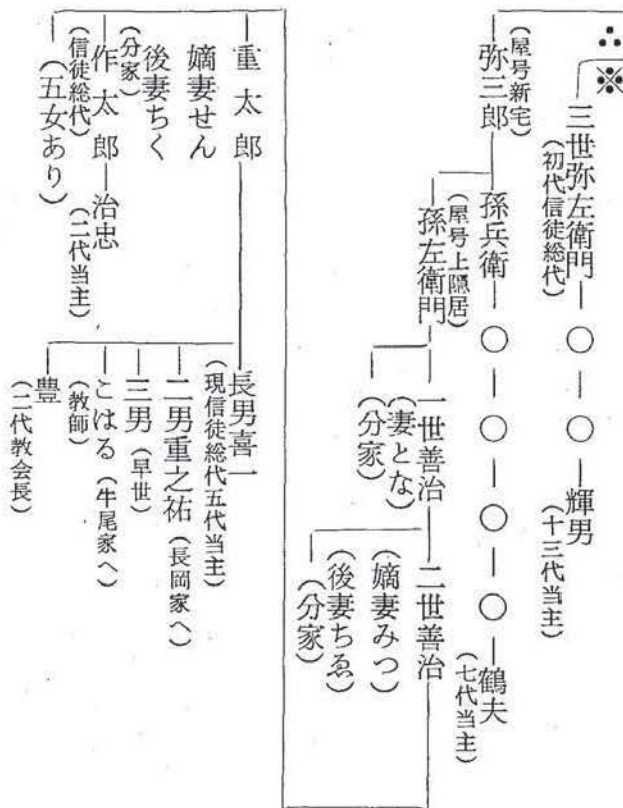 ∴
※
三世弥左衛門―○―○―輝男
(初代信徒総代)
(十三代当主)
(屋号新宅)
弥三郎
孫兵衛―○―○―○―○―鶴夫
(七代当主)
(屋号上隠居)
孫左衛門
一世善治
(妻とな)
(分家)
二世善治
(嫡妻みつ)
(後妻ちゑ)
(分家)
重太郎
嫡妻せん
後妻ちく
(分家)
作太郎―治忠
(信徒総代)
(二代当主)
(五女あり)
長男喜一
(現信徒総代五代当主)
二男重之祐(長岡家へ)
三男(早世)
こはる(牛尾家へ)
(教師)
豊
(二代教会長)